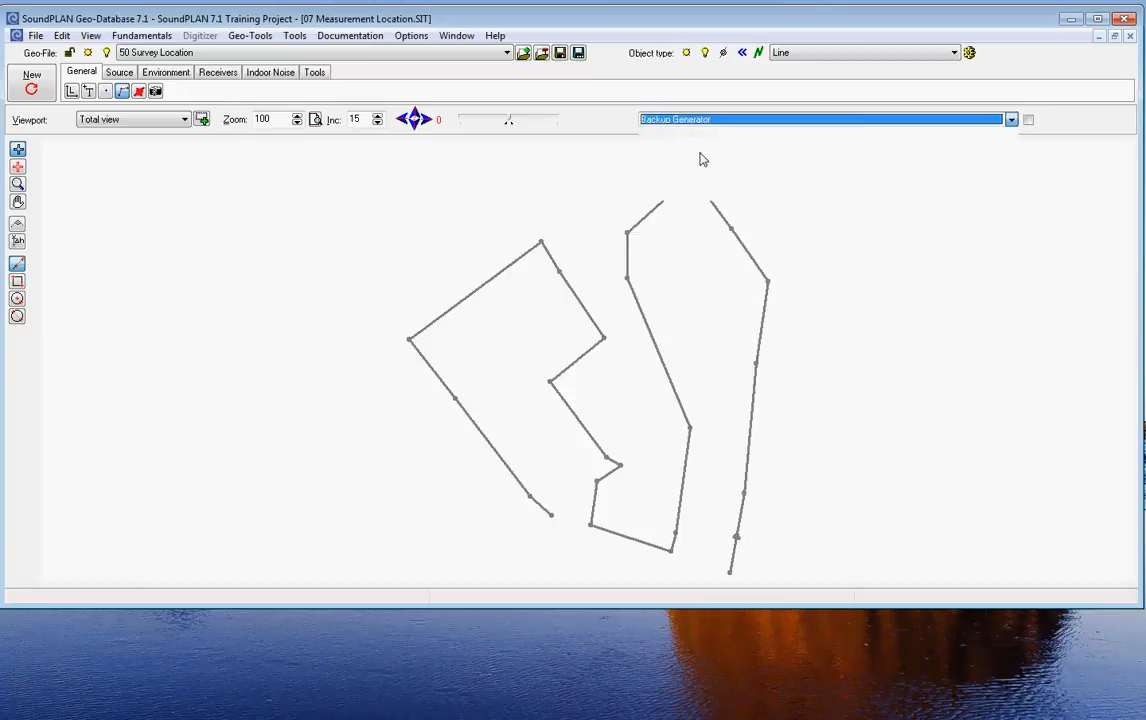 SoundPLAN Geo-Database 7.1 - SoundPLAN 7.1 Training Project - [07 Measurement Location.SIT]
File Edit View Fundamentals Digitizer Geo-Tools Tools Documentation Options Window Help
Geo-File: 50 Survey Location Object type: Line
New General Source Environment Receivers Indoor Noise Tools
Viewport: Total view Zoom: 100 Inc: 15 0 Backup Generator